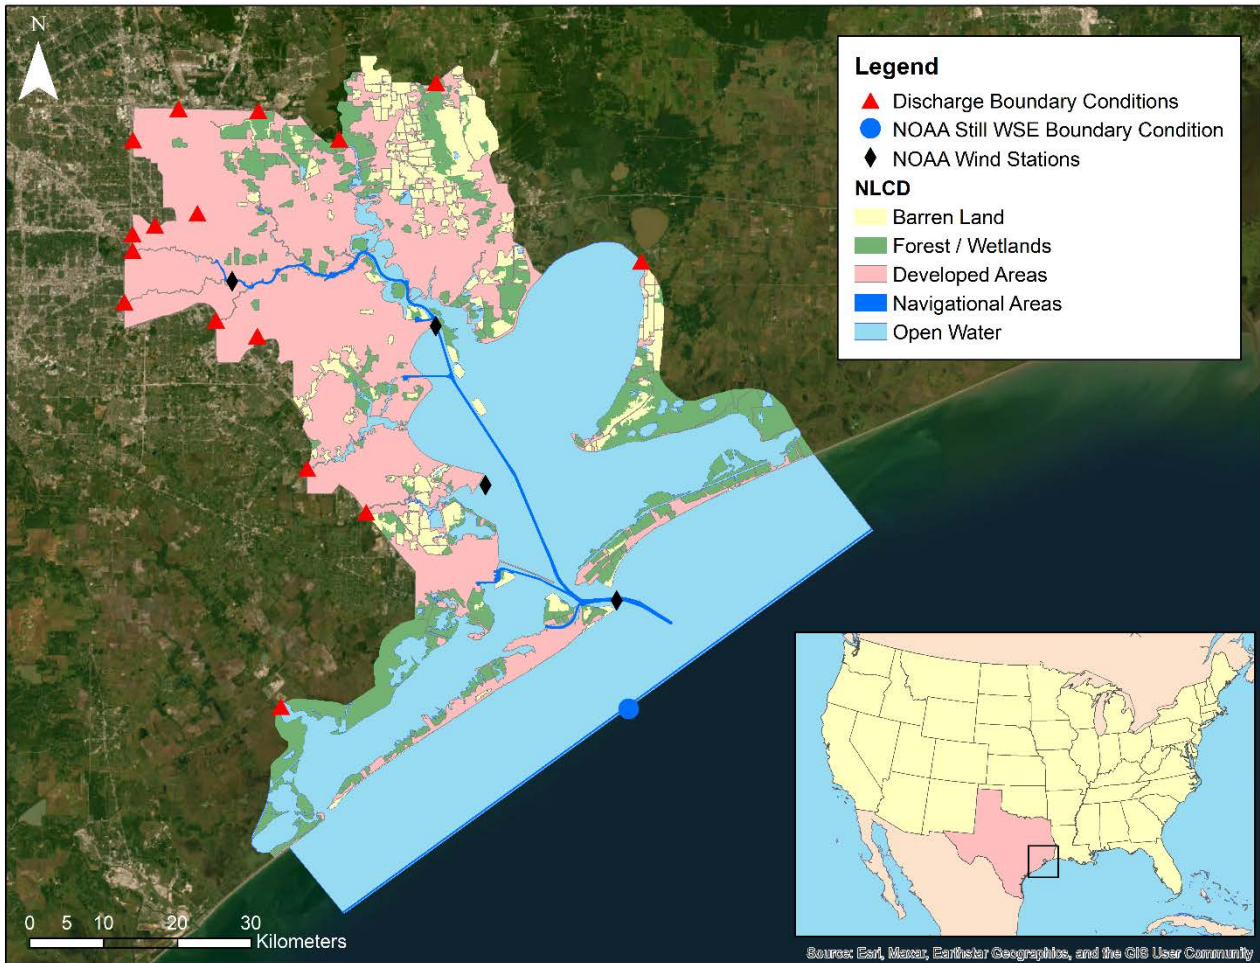 N
Legend
Discharge Boundary Conditions
NOAA Still WSE Boundary Condition
NOAA Wind Stations
NLCD
Barren Land
Forest / Wetlands
Developed Areas
Navigational Areas
Open Water
0 5 10 20 30
Kilometers
Source: Esri, Maxar, Earthstar Geographics, and the GIS User Community